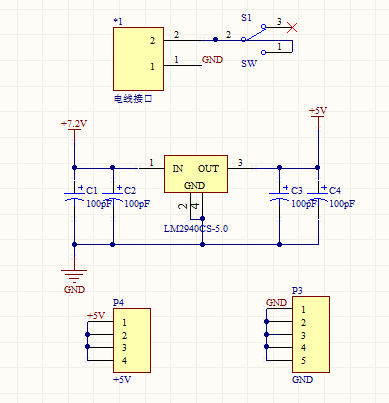 *1
S1
3
2
2
2
1
1
GND
1
SW
电线接口
+7.2V
+5V
1
IN
OUT
3
GND
C1
C2
C3
C4
100pF
100pF
100pF
100pF
2
4
LM2940CS-5.0
GND
P4
P3
+5V
1
2
3
4
+5V
GND
1
2
3
4
5
GND